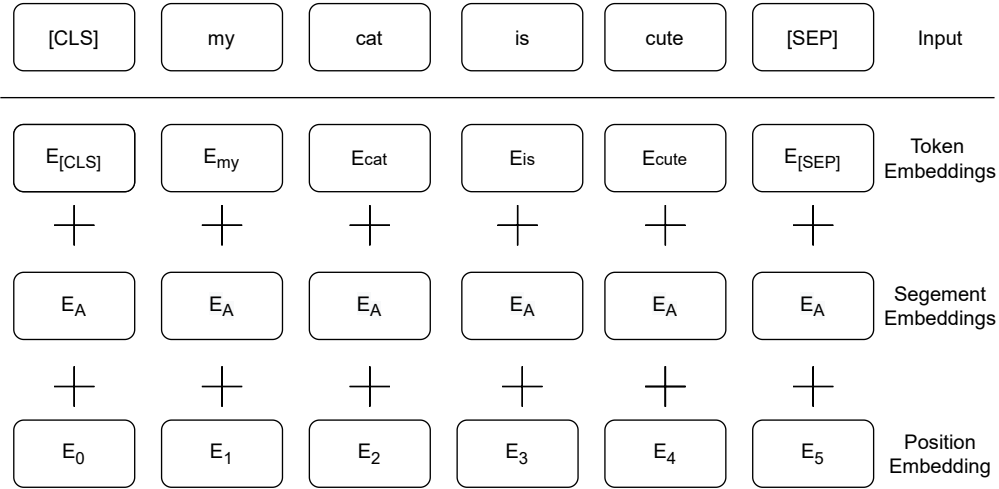 [CLS] my cat is cute [SEP] Input
E[CLS] Emy Ecat Eis Ecute E[SEP] Token Embeddings
EA EA EA EA EA EA Segement Embeddings
E0 E1 E2 E3 E4 E5 Position Embedding